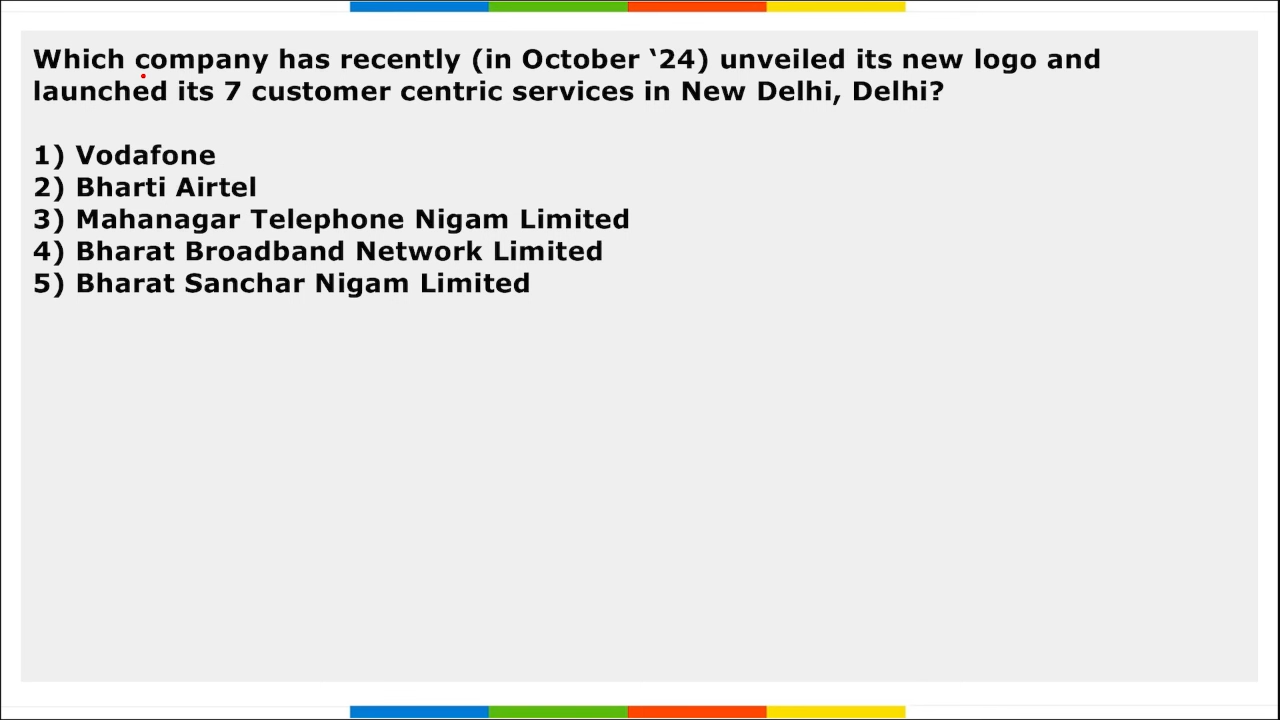 Which company has recently (in October ‘24) unveiled its new logo and
launched its 7 customer centric services in New Delhi, Delhi?
1) Vodafone
2) Bharti Airtel
3) Mahanagar Telephone Nigam Limited
4) Bharat Broadband Network Limited
5) Bharat Sanchar Nigam Limited